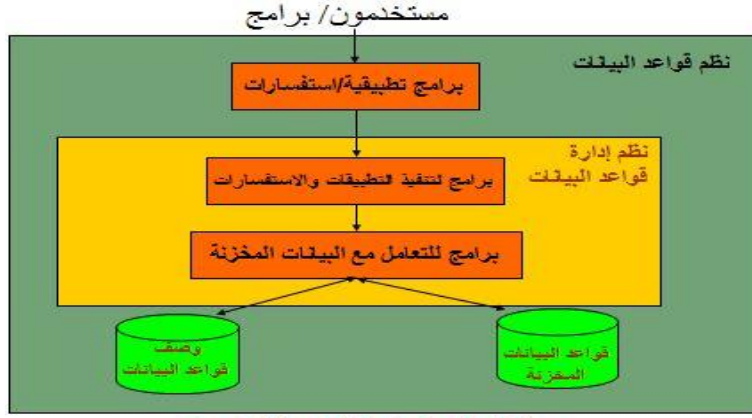 مستخدمون/ برامج
نظم قواعد البيانات
برامج تطبيقية/استفسارات
نظم إدارة
قواعد البيانات
برامج لتنفيذ التطبيقات والاستفسارات
برامج للتعامل مع البيانات المخزنة
قواعد البيانات
المخزنة
وصف
قواعد البيانات